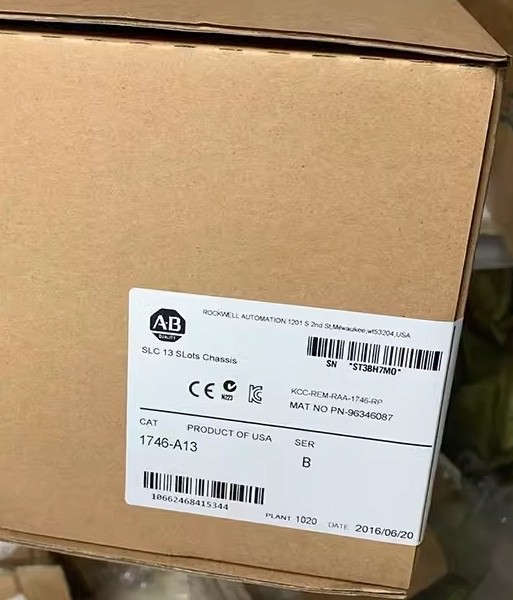 A-B
QUALITY
ROCKWELL AUTOMATION 1201 S 2nd St,Milwaukee,wi53204,USA
SLC 13 SLots Chassis
SN "ST3BH7M0"
CE N223
KCC-REM-RAA-1746-RP
MAT NO PN-96346087
CAT PRODUCT OF USA SER
1746-A13 B
10662468415344
PLANT 1020 DATE 2016/06/20